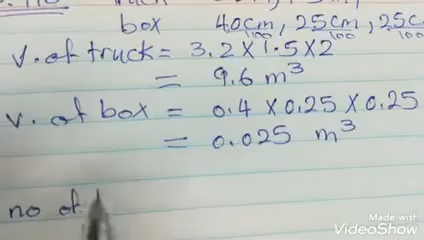 box 40cm, 25cm, 25c
100 100 100
V. of truck = 3.2 × 1.5 × 2
= 9.6 m³
V. of box = 0.4 × 0.25 × 0.25
= 0.025 m³
no of
Made with
VideoShow